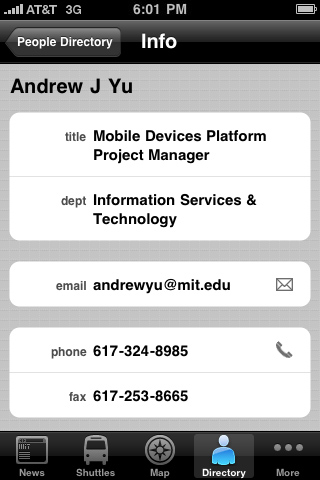 AT&T 3G 6:01 PM
People Directory Info
Andrew J Yu
title Mobile Devices Platform
Project Manager
dept Information Services &
Technology
email andrewyu@mit.edu
phone 617-324-8985
fax 617-253-8665
News Shuttles Map Directory More